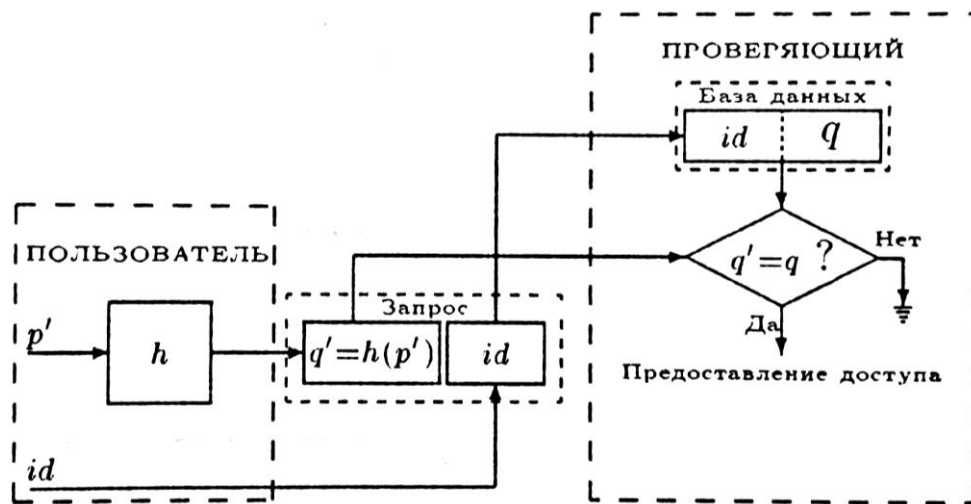 ПРОВЕРЯЮЩИЙ
База данных
id q
ПОЛЬЗОВАТЕЛЬ
q′=q ?
Нет
Запрос
p′
h
q′=h(p′)
id
Да
Предоставление доступа
id